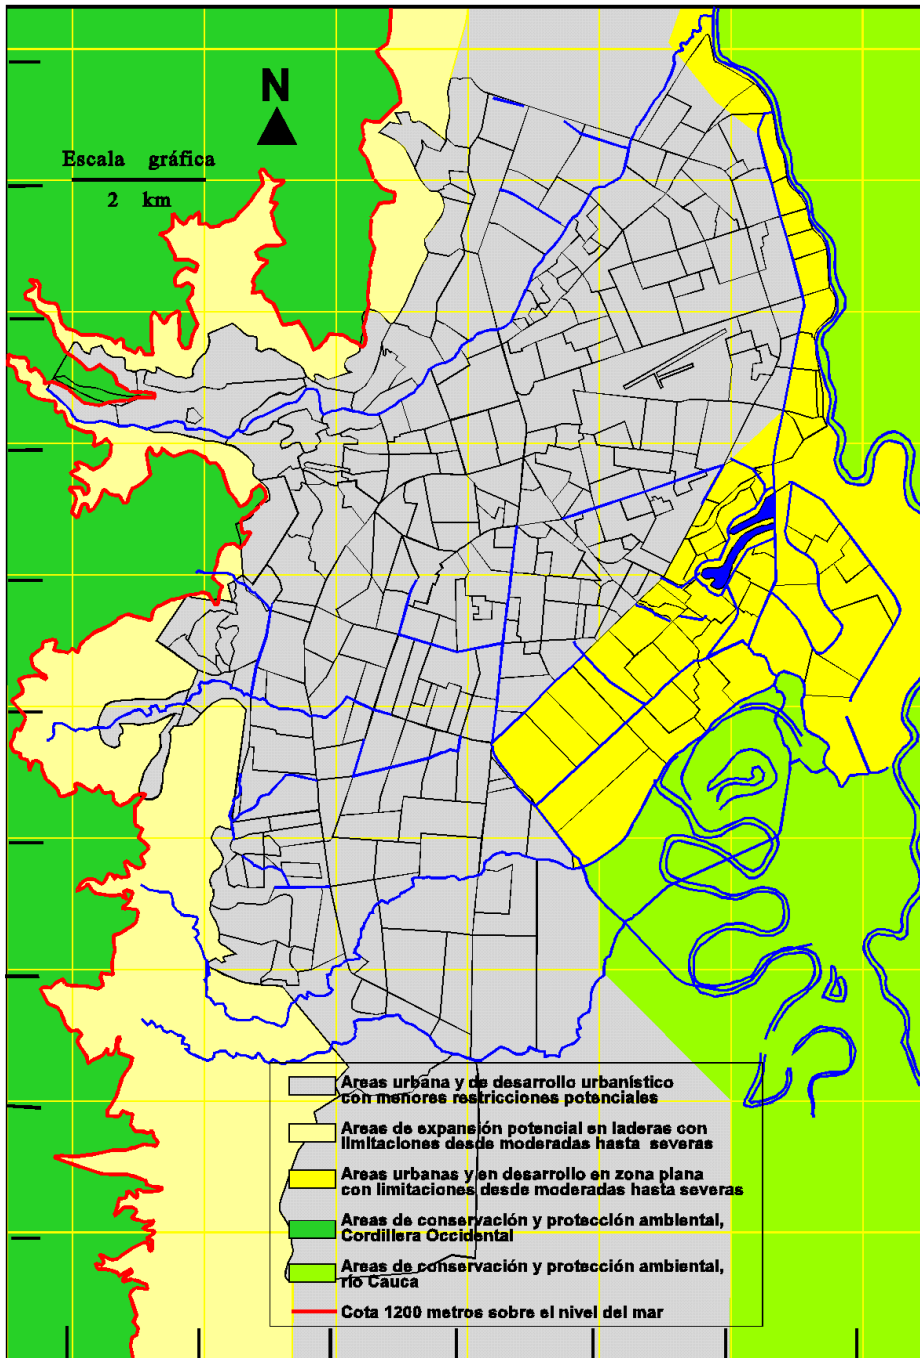 N
Escala gráfica
2 km
Areas urbana y de desarrollo urbanístico
con menores restricciones potenciales
Areas de expansión potencial en laderas con
limitaciones desde moderadas hasta severas
Areas urbanas y en desarrollo en zona plana
con limitaciones desde moderadas hasta severas
Areas de conservación y protección ambiental,
Cordillera Occidental
Areas de conservación y protección ambiental,
río Cauca
Cota 1200 metros sobre el nivel del mar